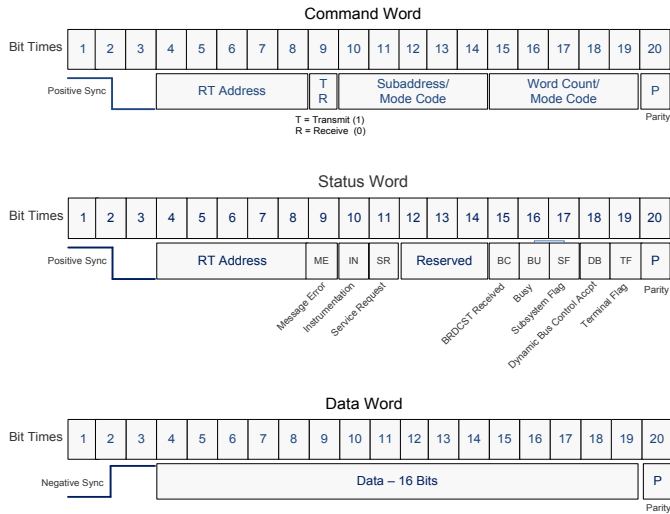 Command Word
Bit Times 1 2 3 4 5 6 7 8 9 10 11 12 13 14 15 16 17 18 19 20
Positive Sync
RT Address
T
R
Subaddress/
Mode Code
Word Count/
Mode Code
P
T = Transmit (1)
R = Receive (0)
Parity
Status Word
Bit Times 1 2 3 4 5 6 7 8 9 10 11 12 13 14 15 16 17 18 19 20
Positive Sync
RT Address ME IN SR Reserved BC BU SF DB TF P
Message Error
Instrumentation
Service Request
BRDCST Received
Busy
Subsystem Flag
Dynamic Bus Control Accpt
Terminal Flag
Parity
Data Word
Bit Times 1 2 3 4 5 6 7 8 9 10 11 12 13 14 15 16 17 18 19 20
Negative Sync
Data – 16 Bits P
Parity